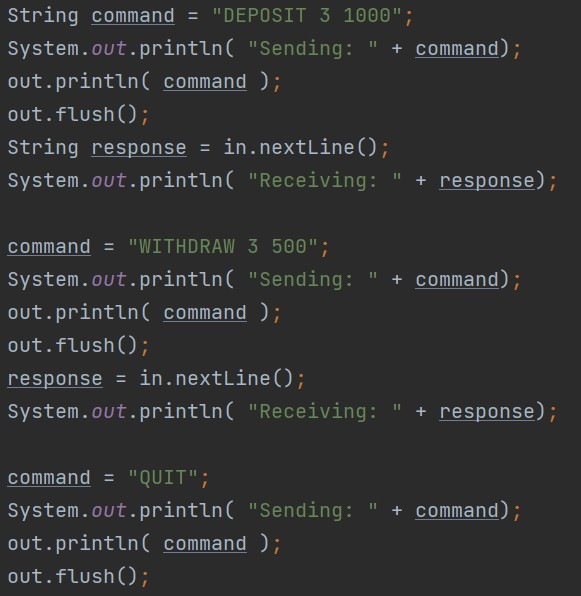 String command = "DEPOSIT 3 1000";
System.out.println( "Sending: " + command);
out.println( command );
out.flush();
String response = in.nextLine();
System.out.println( "Receiving: " + response);

command = "WITHDRAW 3 500";
System.out.println( "Sending: " + command);
out.println( command );
out.flush();
response = in.nextLine();
System.out.println( "Receiving: " + response);

command = "QUIT";
System.out.println( "Sending: " + command);
out.println( command );
out.flush();